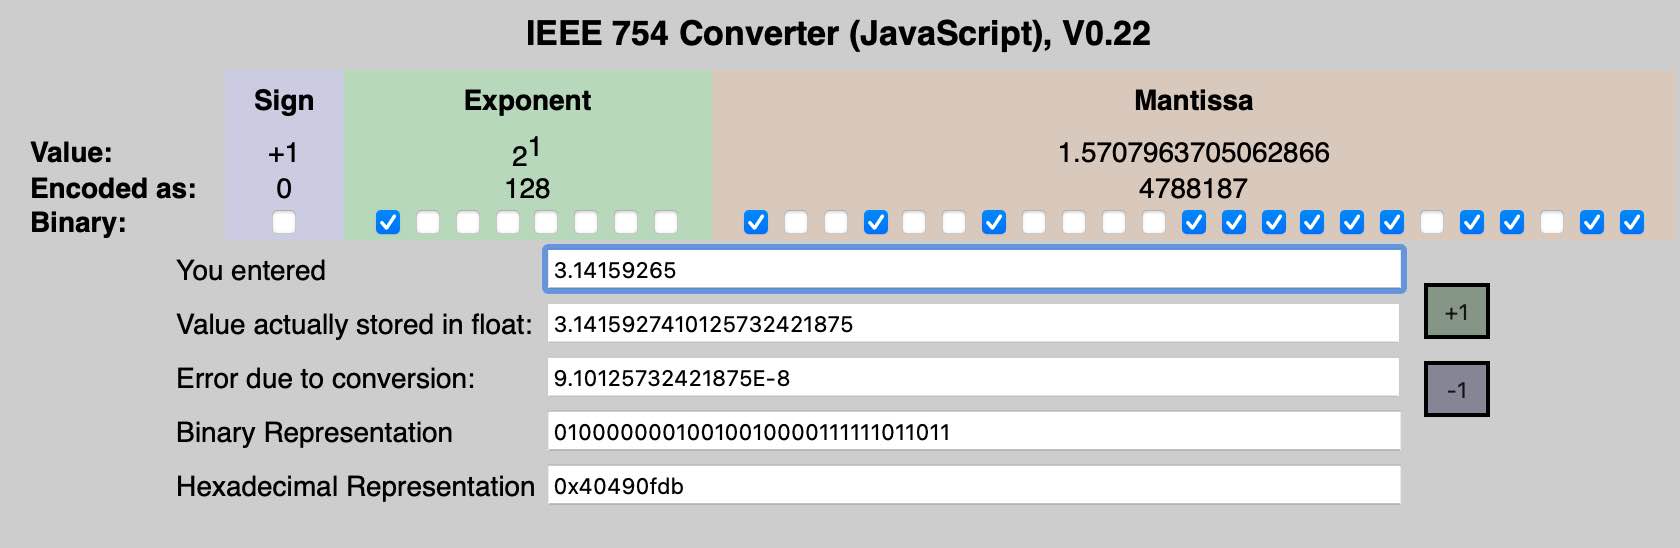 IEEE 754 Converter (JavaScript), V0.22
Sign Exponent Mantissa
Value: +1 2^1 1.5707963705062866
Encoded as: 0 128 4788187
Binary:
You entered 3.14159265
+1
Value actually stored in float: 3.1415927410125732421875
Error due to conversion: 9.10125732421875E-8
-1
Binary Representation 01000000010010010000111111011011
Hexadecimal Representation 0x40490fdb